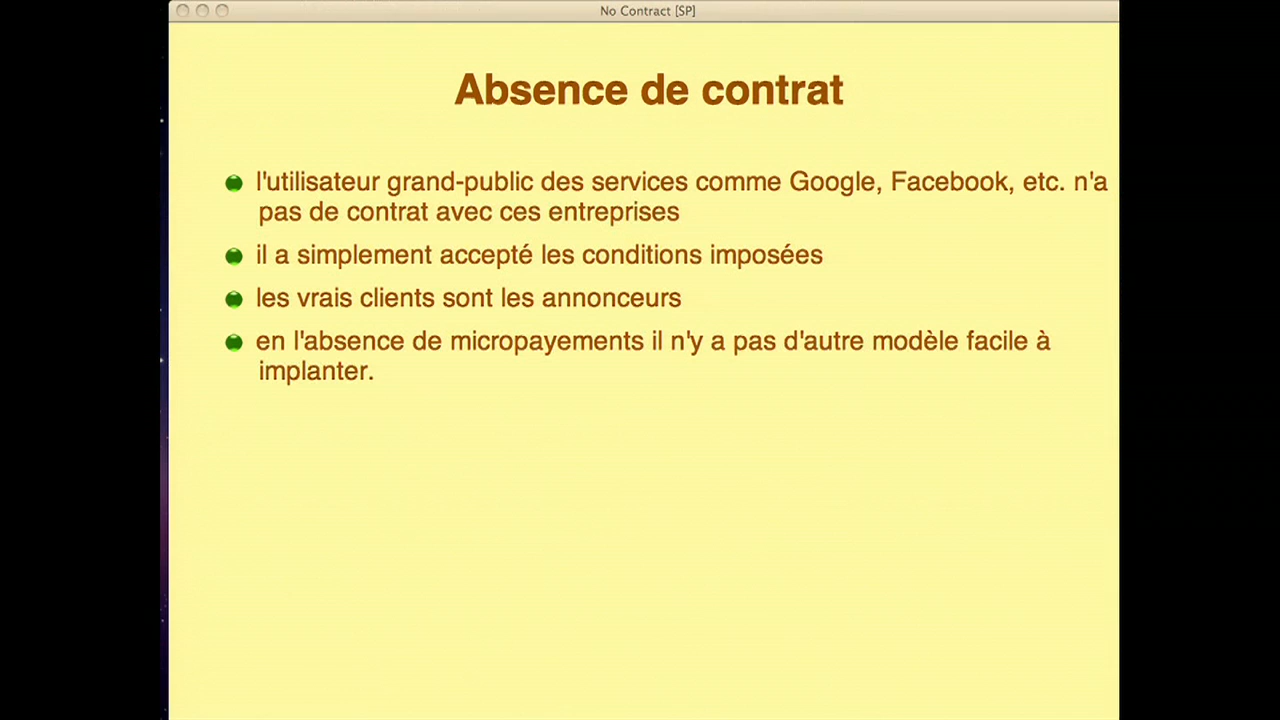 No Contract [SP]
Absence de contrat
l'utilisateur grand-public des services comme Google, Facebook, etc. n'a
pas de contrat avec ces entreprises
il a simplement accepté les conditions imposées
les vrais clients sont les annonceurs
en l'absence de micropayements il n'y a pas d'autre modèle facile à
implanter.